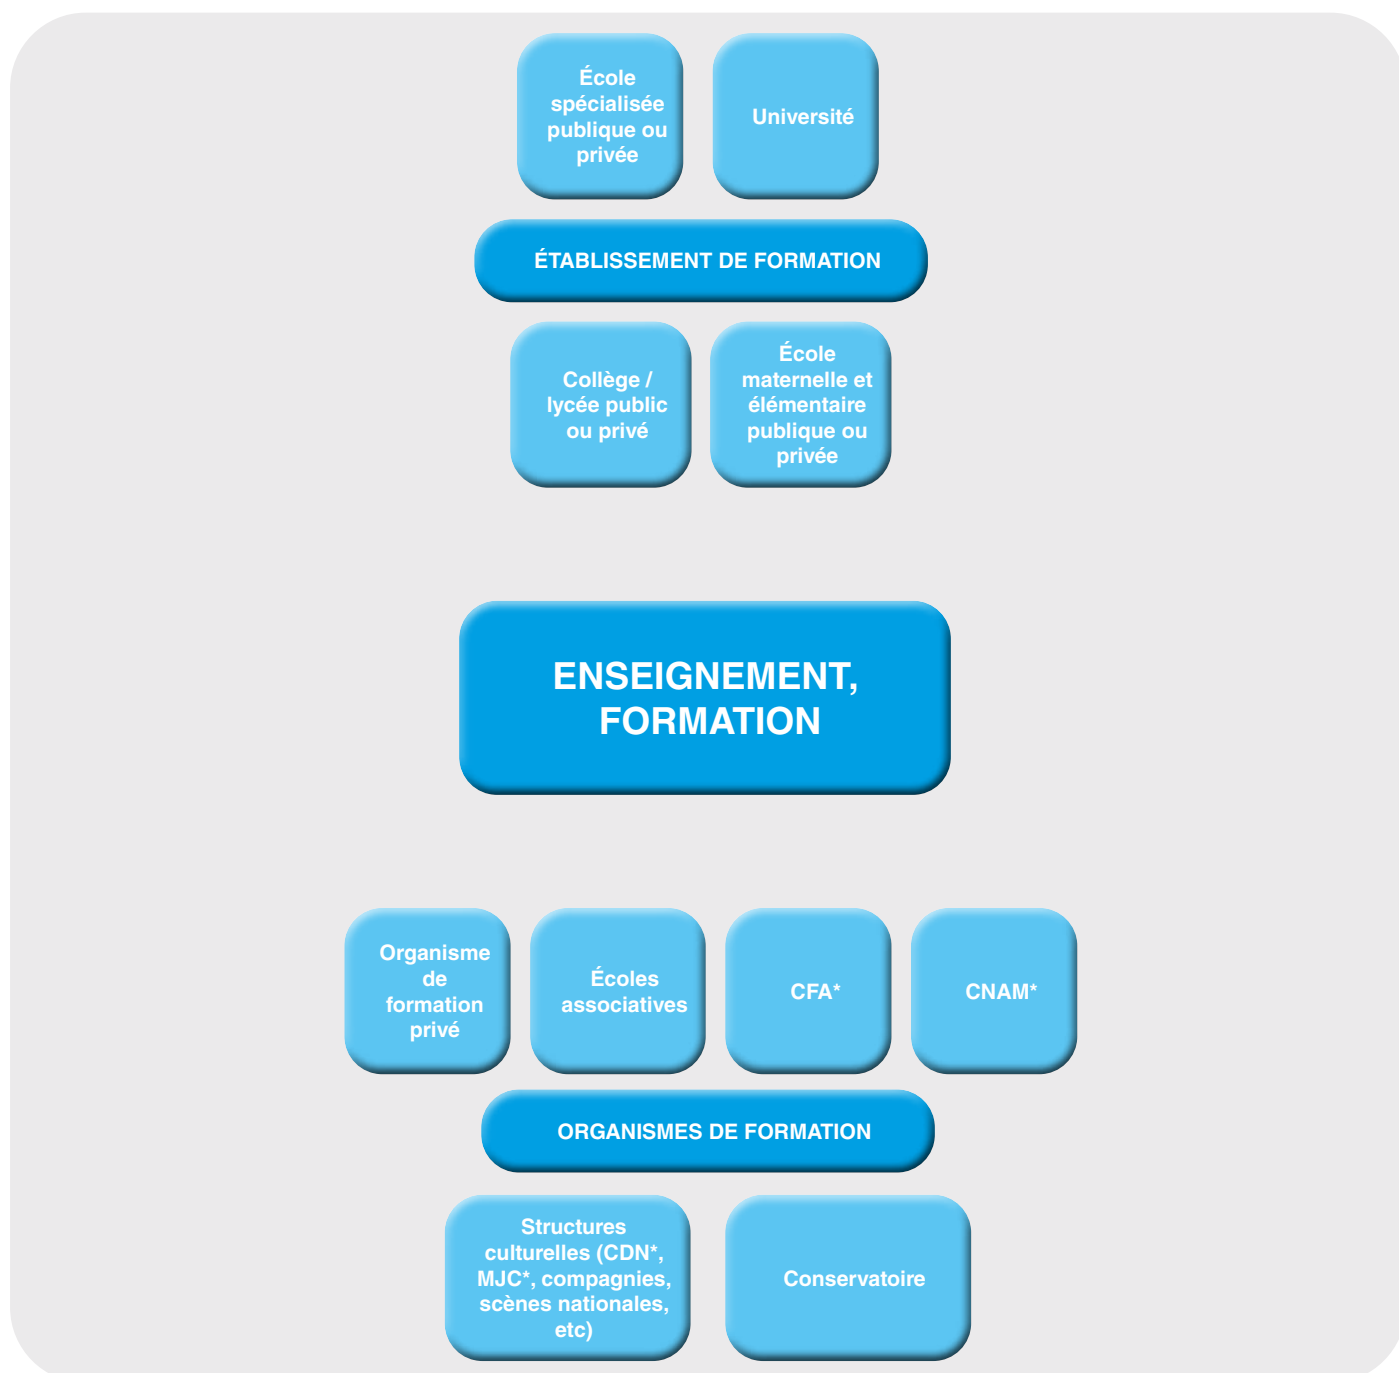 École
spécialisée
publique ou
privée
Université
ÉTABLISSEMENT DE FORMATION
Collège /
lycée public
ou privé
École
maternelle et
élémentaire
publique ou
privée
ENSEIGNEMENT,
FORMATION
Organisme
de
formation
privé
Écoles
associatives
CFA*
CNAM*
ORGANISMES DE FORMATION
Structures
culturelles (CDN*,
MJC*, compagnies,
scènes nationales,
etc)
Conservatoire